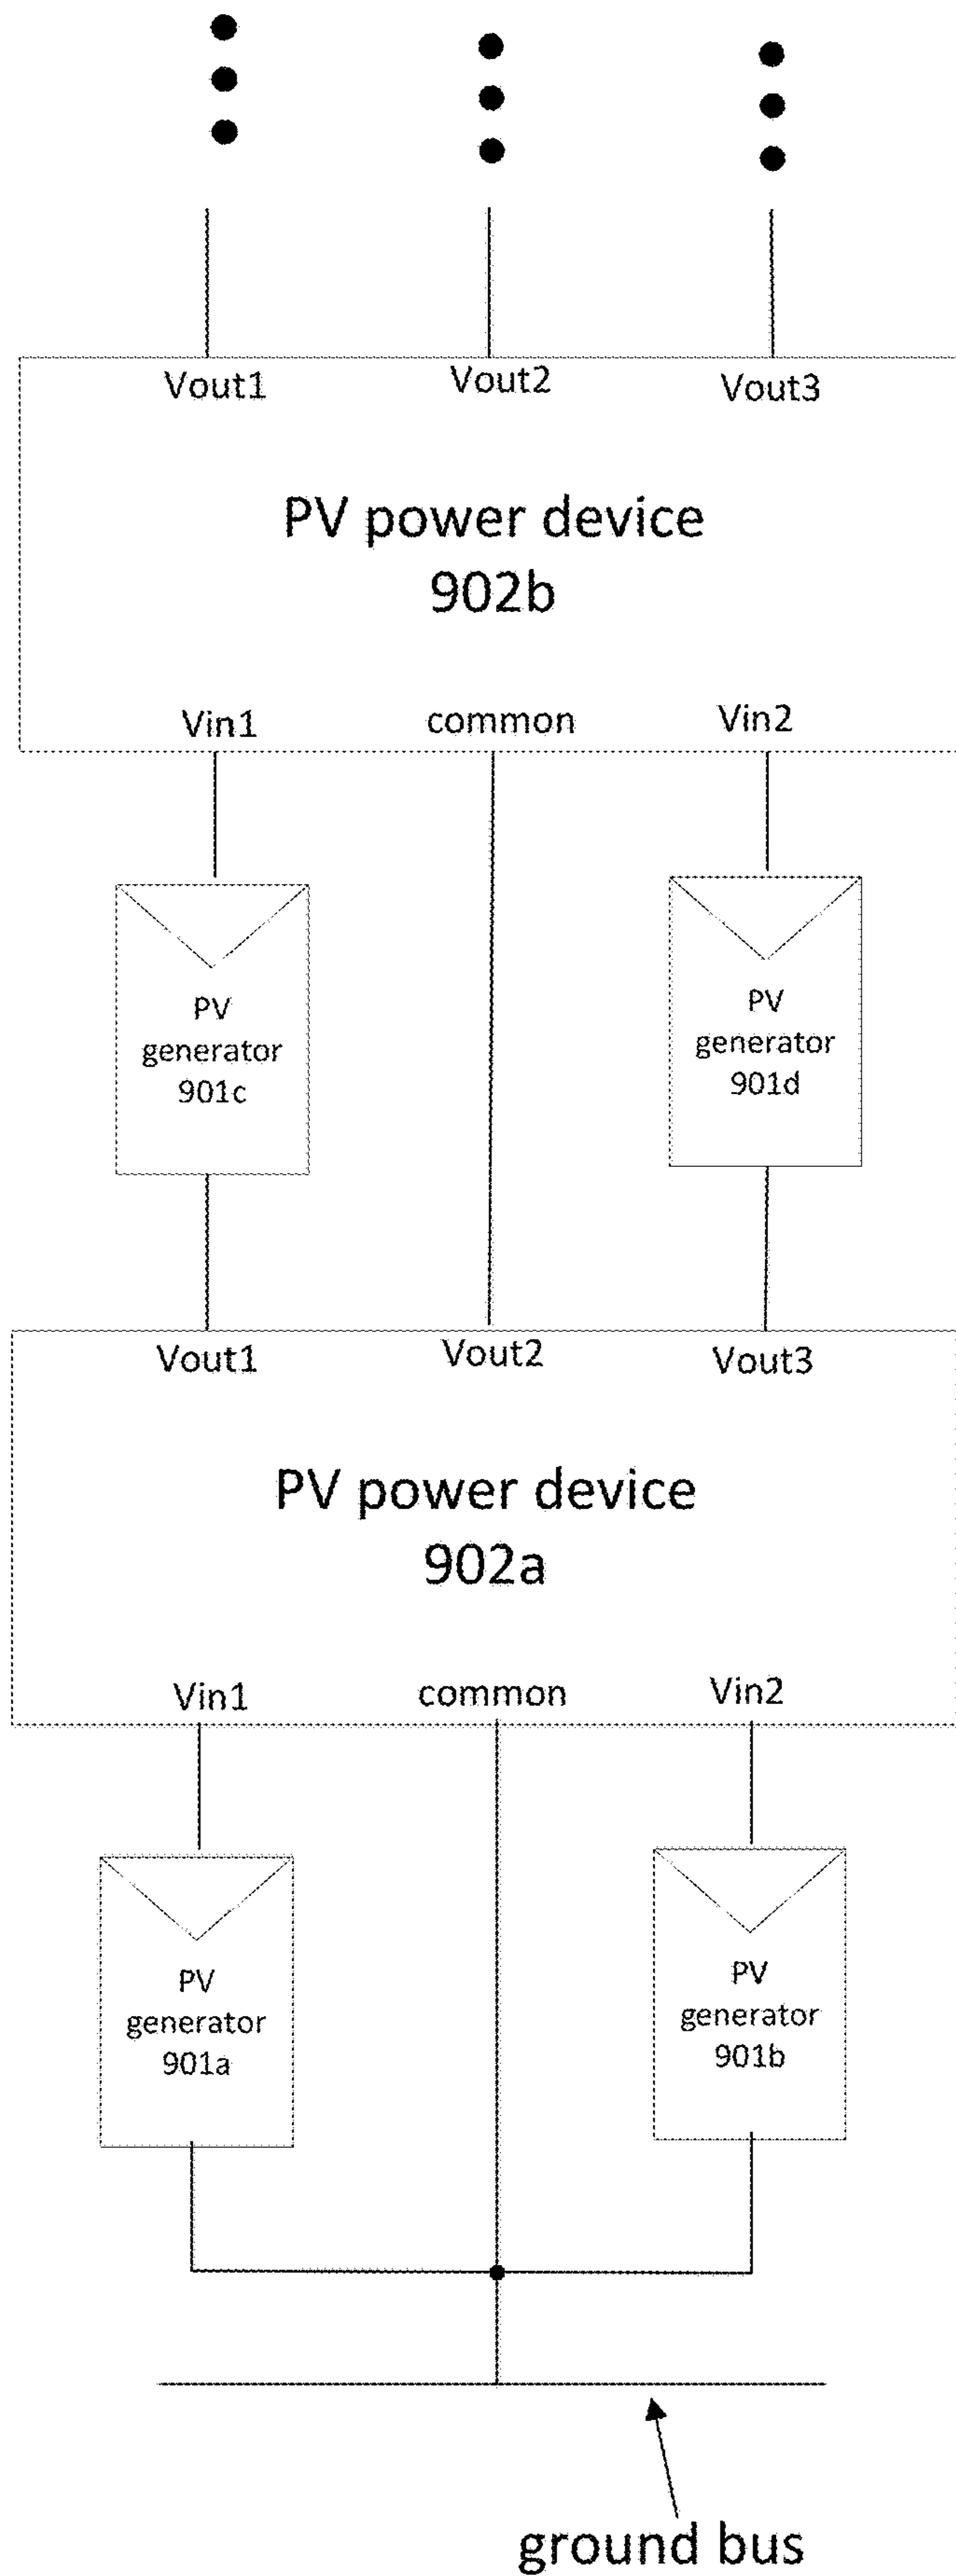 Vout1 Vout2 Vout3
PV power device
902b
Vin1 common Vin2
PV
generator
901c
PV
generator
901d
Vout1 Vout2 Vout3
PV power device
902a
Vin1 common Vin2
PV
generator
901a
PV
generator
901b
ground bus